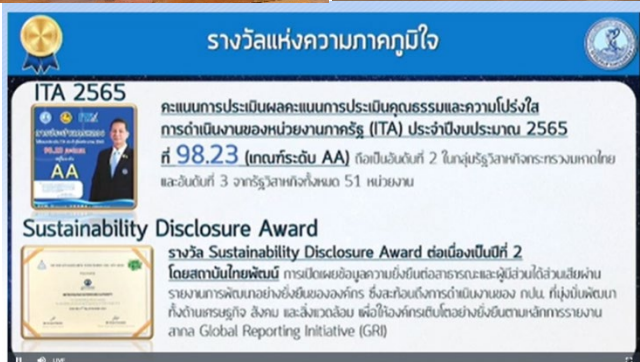 รางวัลแห่งความภาคภูมิใจ
ITA 2565
98.23
AA
คะแนนการประเมินผลคะแนนการประเมินคุณธรรมและความโปร่งใส
การดำเนินงานของหน่วยงานภาครัฐ (ITA) ประจำปีงบประมาณ 2565
ที่ 98.23 (เกณฑ์ระดับ AA) ถือเป็นอันดับที่ 2 ในกลุ่มรัฐวิสาหกิจกระทรวงมหาดไทย
และอันดับที่ 3 จากรัฐวิสาหกิจทั้งหมด 51 หน่วยงาน
Sustainability Disclosure Award
รางวัล Sustainability Disclosure Award ต่อเนื่องเป็นปีที่ 2
โดยสถาบันไทยพัฒน์ การเปิดเผยข้อมูลความยั่งยืนต่อสาธารณะและผู้มีส่วนได้ส่วนเสียผ่าน
รายงานการพัฒนาอย่างยั่งยืนขององค์กร ซึ่งสะท้อนถึงการดำเนินงานของ กปน. ที่มุ่งมั่นพัฒนา
ทั้งด้านเศรษฐกิจ สังคม และสิ่งแวดล้อม เพื่อให้องค์กรเติบโตอย่างยั่งยืนตามหลักการรายงาน
สากล Global Reporting Initiative (GRI)
LIVE